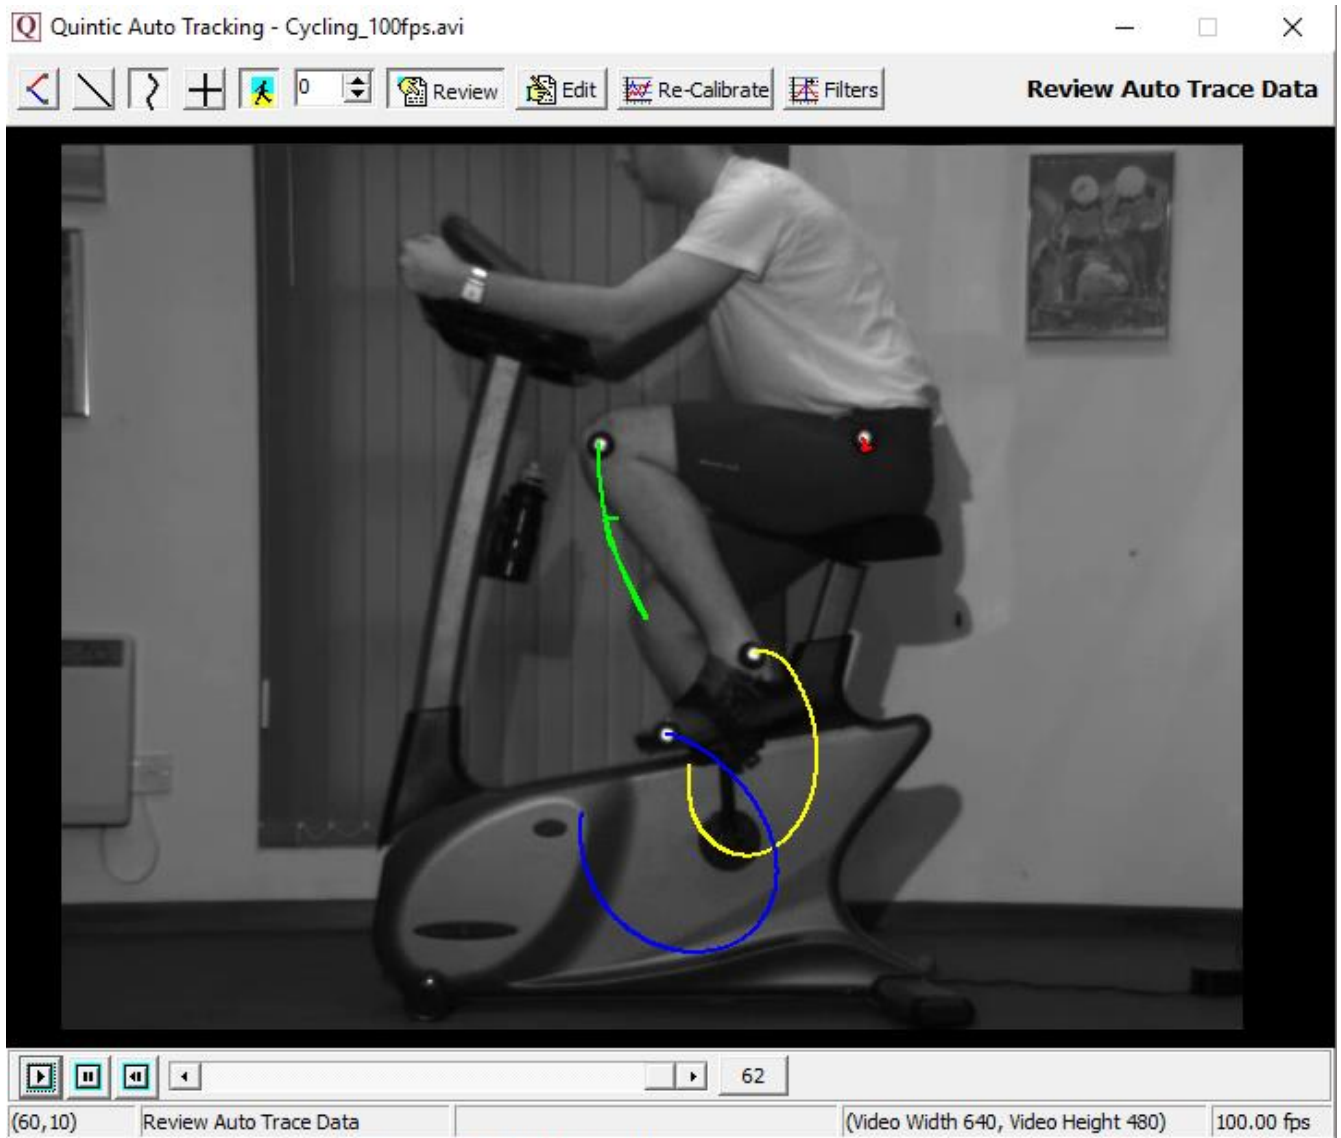 Quintic Auto Tracking - Cycling_100fps.avi
0 Review Edit Re-Calibrate Filters Review Auto Trace Data
62
(60,10) Review Auto Trace Data (Video Width 640, Video Height 480) 100.00 fps